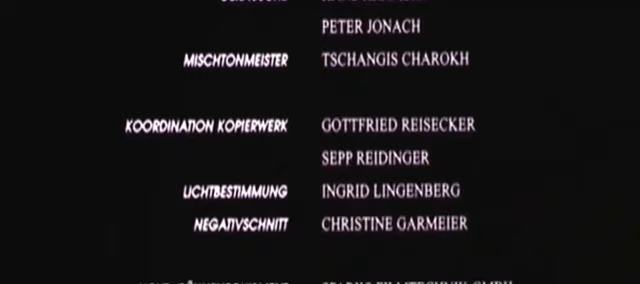 PETER JONACH
MISCHTONMEISTER TSCHANGIS CHAROKH
KOORDINATION KOPIERWERK GOTTFRIED REISECKER
SEPP REIDINGER
LICHTBESTIMMUNG INGRID LINGENBERG
NEGATIVSCHNITT CHRISTINE GARMEIER